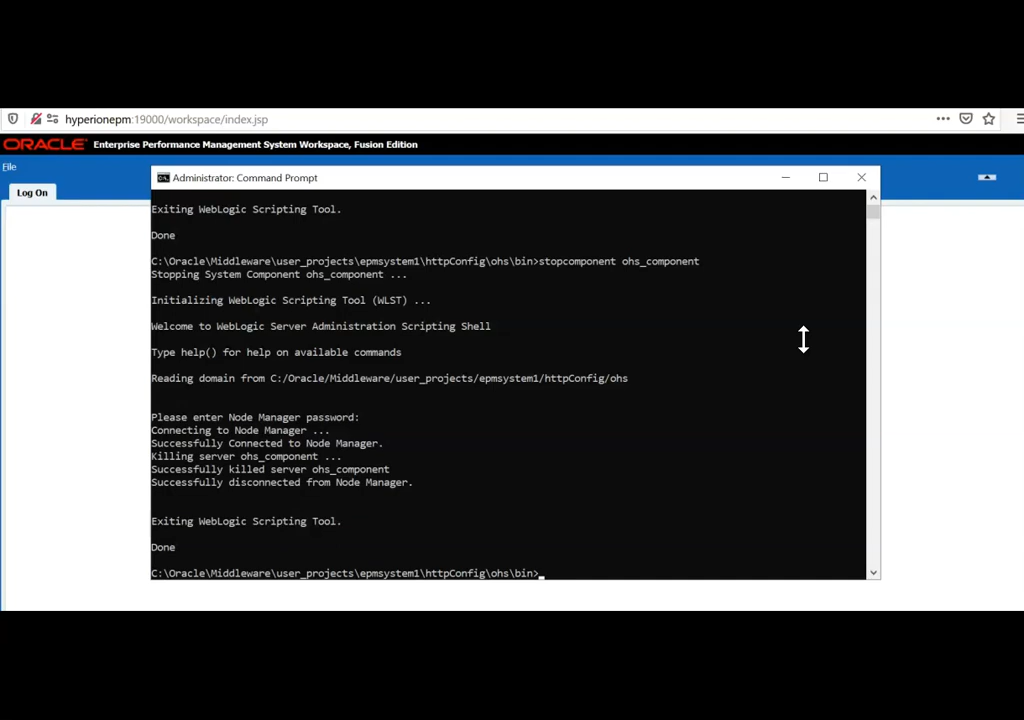 hyperionepm:19000/workspace/index.jsp
ORACLE Enterprise Performance Management System Workspace, Fusion Edition
File
Log On
Administrator: Command Prompt
Exiting WebLogic Scripting Tool.
Done
C:\Oracle\Middleware\user_projects\epmsystem1\httpConfig\ohs\bin>stopcomponent ohs_component
Stopping System Component ohs_component ...
Initializing WebLogic Scripting Tool (WLST) ...
Welcome to WebLogic Server Administration Scripting Shell
Type help() for help on available commands
Reading domain from C:/Oracle/Middleware/user_projects/epmsystem1/httpConfig/ohs
Please enter Node Manager password:
Connecting to Node Manager ...
Successfully Connected to Node Manager.
Killing server ohs_component ...
Successfully killed server ohs_component
Successfully disconnected from Node Manager.
Exiting WebLogic Scripting Tool.
Done
C:\Oracle\Middleware\user_projects\epmsystem1\httpConfig\ohs\bin>